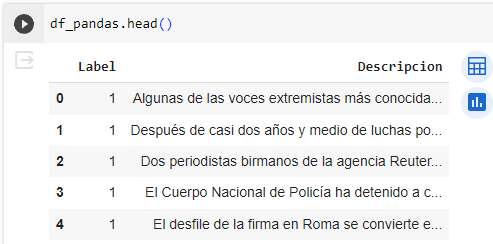 df_pandas.head()
Label Descripcion
0 1 Algunas de las voces extremistas más conocida...
1 1 Después de casi dos años y medio de luchas po...
2 1 Dos periodistas birmanos de la agencia Reuter...
3 1 El Cuerpo Nacional de Policía ha detenido a c...
4 1 El desfile de la firma en Roma se convierte e...